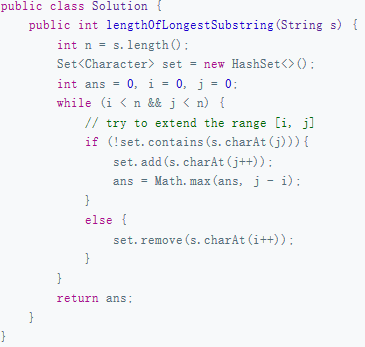 public class Solution {
    public int lengthOfLongestSubstring(String s) {
        int n = s.length();
        Set<Character> set = new HashSet<>();
        int ans = 0, i = 0, j = 0;
        while (i < n && j < n) {
            // try to extend the range [i, j]
            if (!set.contains(s.charAt(j))){
                set.add(s.charAt(j++));
                ans = Math.max(ans, j - i);
            }
            else {
                set.remove(s.charAt(i++));
            }
        }
        return ans;
    }
}